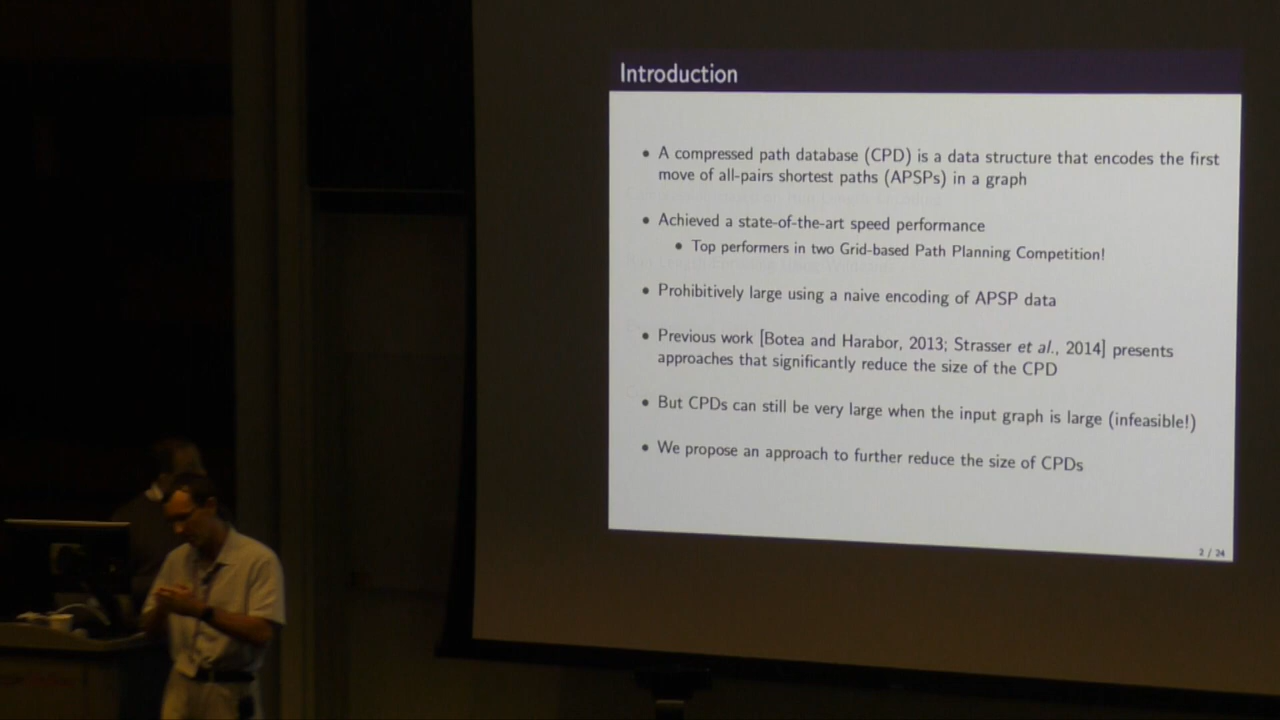 Introduction
• A compressed path database (CPD) is a data structure that encodes the first
move of all-pairs shortest paths (APSPs) in a graph
• Achieved a state-of-the-art speed performance
• Top performers in two Grid-based Path Planning Competition!
• Prohibitively large using a naive encoding of APSP data
• Previous work [Botea and Harabor, 2013; Strasser et al., 2014] presents
approaches that significantly reduce the size of the CPD
• But CPDs can still be very large when the input graph is large (infeasible!)
• We propose an approach to further reduce the size of CPDs
2 / 24